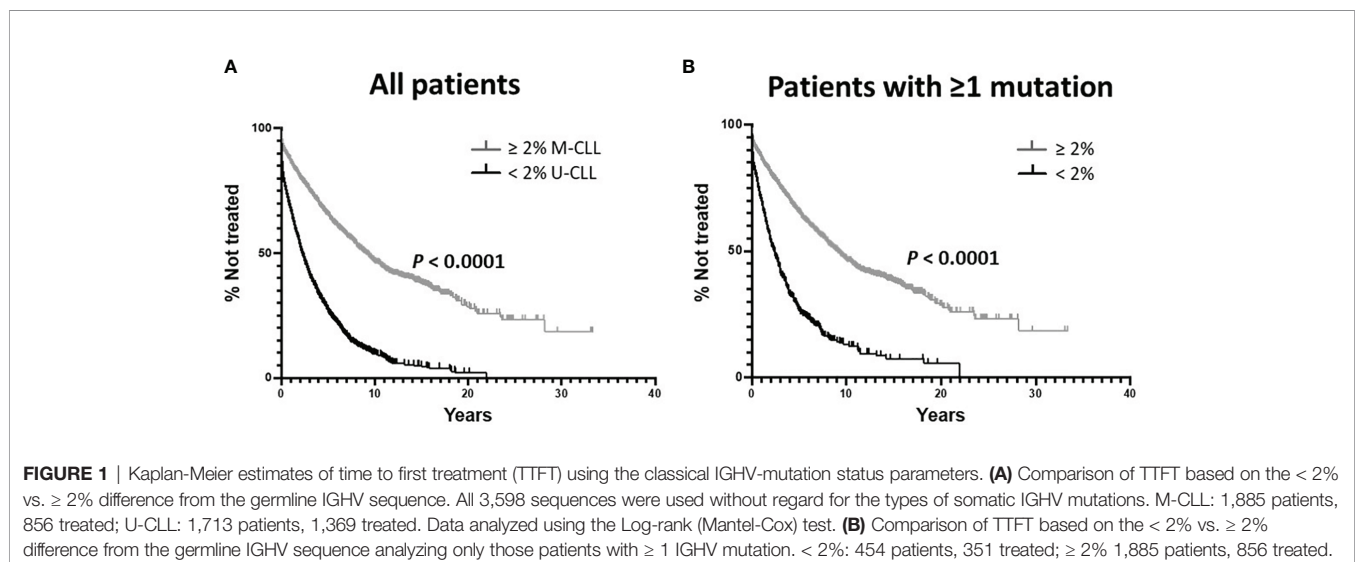 A
All patients
100
50
0
% Not treated
≥ 2% M-CLL
< 2% U-CLL
P < 0.0001
0 10 20 30 40
Years
B
Patients with ≥1 mutation
100
50
0
% Not treated
≥ 2%
< 2%
P < 0.0001
0 10 20 30 40
Years
FIGURE 1 | Kaplan-Meier estimates of time to first treatment (TTFT) using the classical IGHV-mutation status parameters. (A) Comparison of TTFT based on the < 2%
vs. ≥ 2% difference from the germline IGHV sequence. All 3,598 sequences were used without regard for the types of somatic IGHV mutations. M-CLL: 1,885 patients,
856 treated; U-CLL: 1,713 patients, 1,369 treated. Data analyzed using the Log-rank (Mantel-Cox) test. (B) Comparison of TTFT based on the < 2% vs. ≥ 2%
difference from the germline IGHV sequence analyzing only those patients with ≥ 1 IGHV mutation. < 2%: 454 patients, 351 treated; ≥ 2% 1,885 patients, 856 treated.